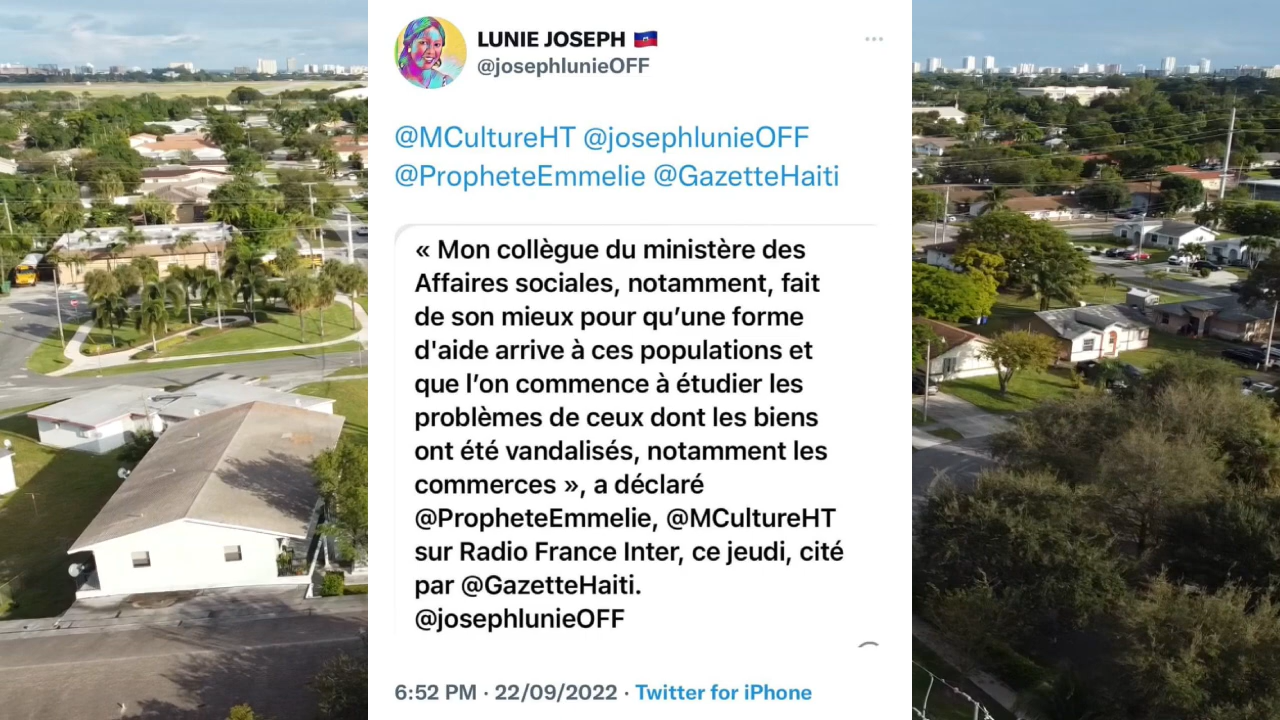 LUNIE JOSEPH 🇭🇹
@josephlunieOFF
@MCultureHT @josephlunieOFF
@PropheteEmmelie @GazetteHaiti
« Mon collègue du ministère des
Affaires sociales, notamment, fait
de son mieux pour qu’une forme
d'aide arrive à ces populations et
que l’on commence à étudier les
problèmes de ceux dont les biens
ont été vandalisés, notamment les
commerces », a déclaré
@PropheteEmmelie, @MCultureHT
sur Radio France Inter, ce jeudi, cité
par @GazetteHaiti.
@josephlunieOFF
6:52 PM · 22/09/2022 · Twitter for iPhone